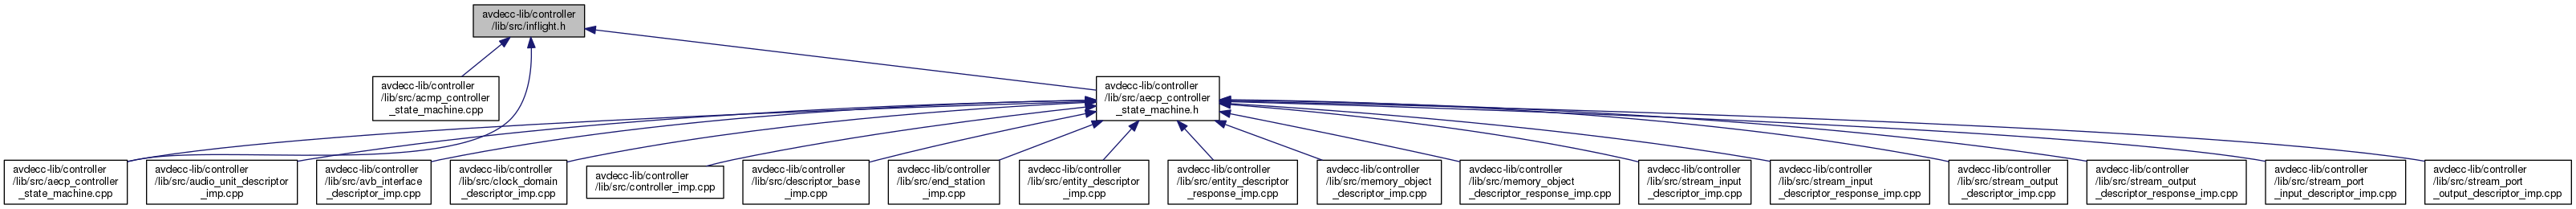 avdecc-lib/controller
/lib/src/inflight.h
avdecc-lib/controller
/lib/src/acmp_controller
_state_machine.cpp
avdecc-lib/controller
/lib/src/aecp_controller
_state_machine.h
avdecc-lib/controller
/lib/src/aecp_controller
_state_machine.cpp
avdecc-lib/controller
/lib/src/audio_unit_descriptor
_imp.cpp
avdecc-lib/controller
/lib/src/avb_interface
_descriptor_imp.cpp
avdecc-lib/controller
/lib/src/clock_domain
_descriptor_imp.cpp
avdecc-lib/controller
/lib/src/controller_imp.cpp
avdecc-lib/controller
/lib/src/descriptor_base
_imp.cpp
avdecc-lib/controller
/lib/src/end_station
_imp.cpp
avdecc-lib/controller
/lib/src/entity_descriptor
_imp.cpp
avdecc-lib/controller
/lib/src/entity_descriptor
_response_imp.cpp
avdecc-lib/controller
/lib/src/memory_object
_descriptor_imp.cpp
avdecc-lib/controller
/lib/src/memory_object
_descriptor_response_imp.cpp
avdecc-lib/controller
/lib/src/stream_input
_descriptor_imp.cpp
avdecc-lib/controller
/lib/src/stream_input
_descriptor_response_imp.cpp
avdecc-lib/controller
/lib/src/stream_output
_descriptor_imp.cpp
avdecc-lib/controller
/lib/src/stream_output
_descriptor_response_imp.cpp
avdecc-lib/controller
/lib/src/stream_port
_input_descriptor_imp.cpp
avdecc-lib/controller
/lib/src/stream_port
_output_descriptor_imp.cpp